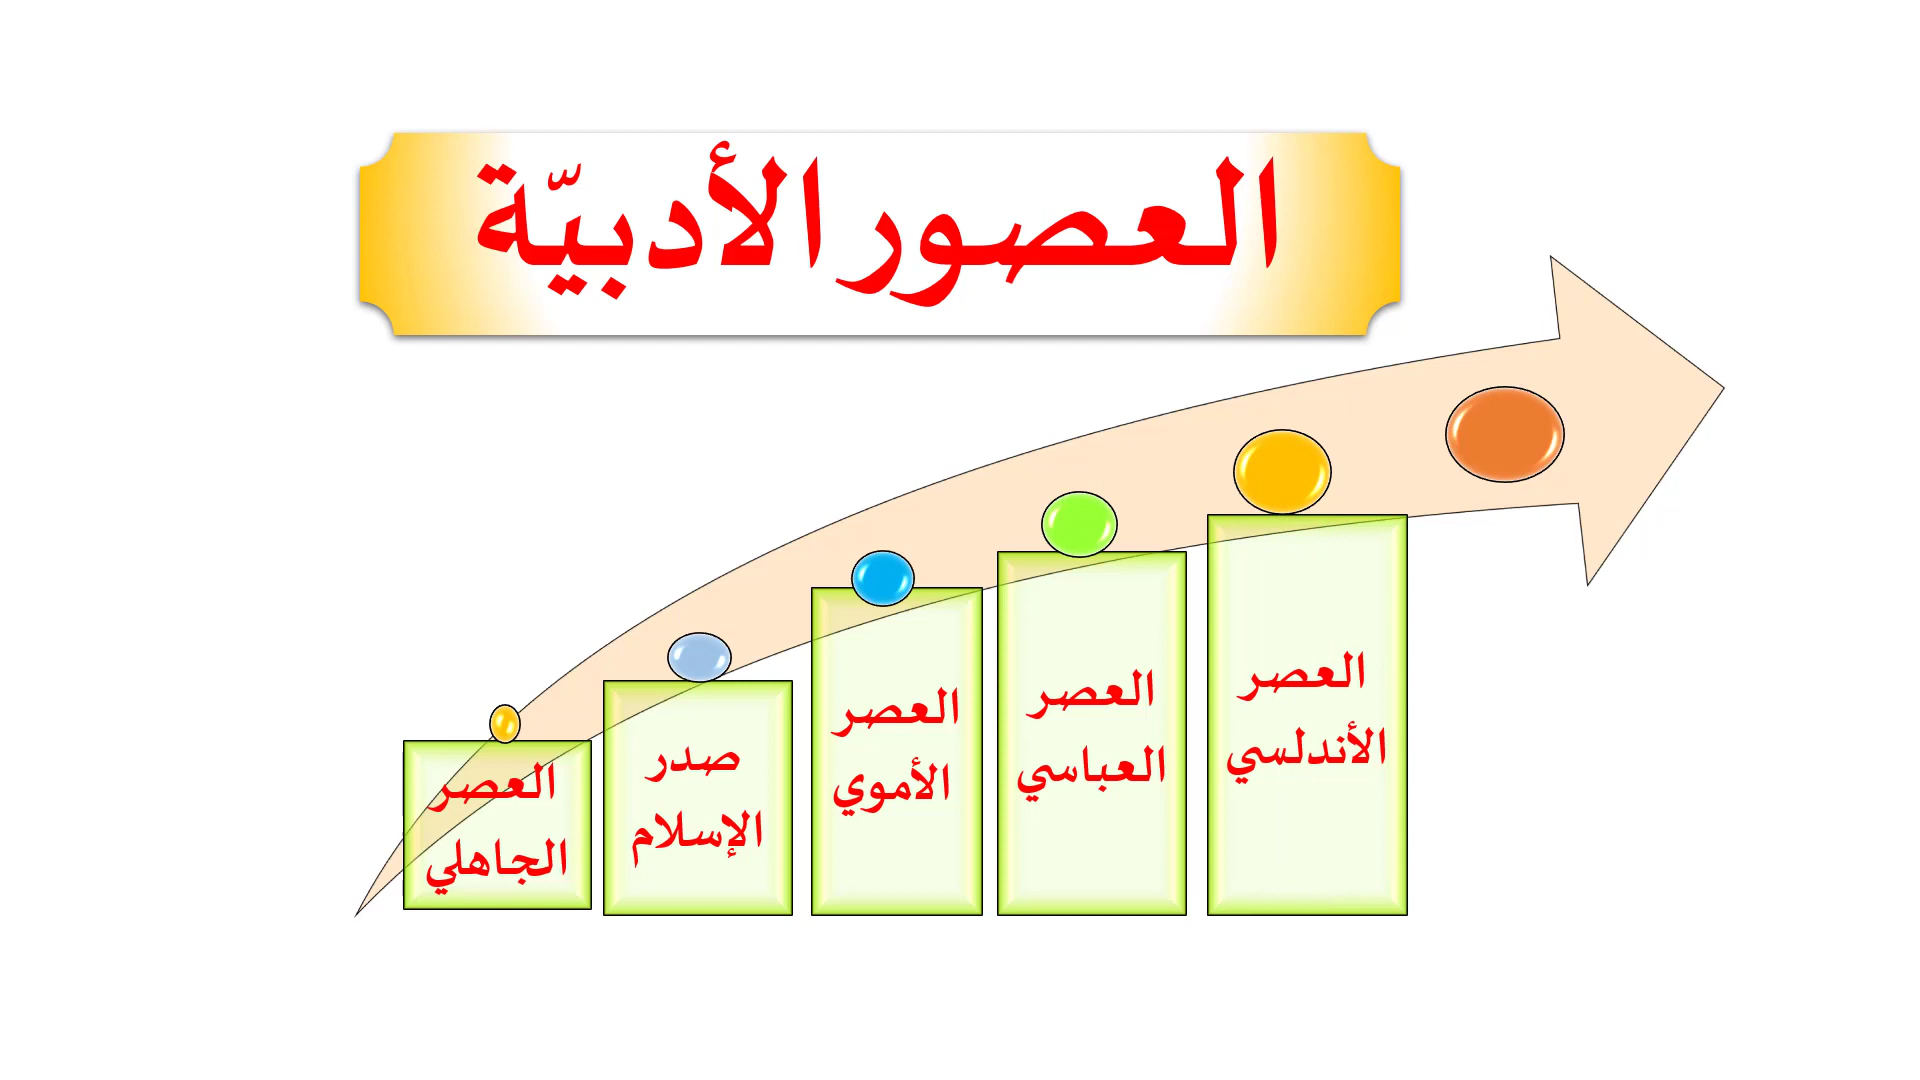 العصور الأدبيّة
العصر
الجاهلي
صدر
الإسلام
العصر
الأموي
العصر
العباسي
العصر
الأندلسي